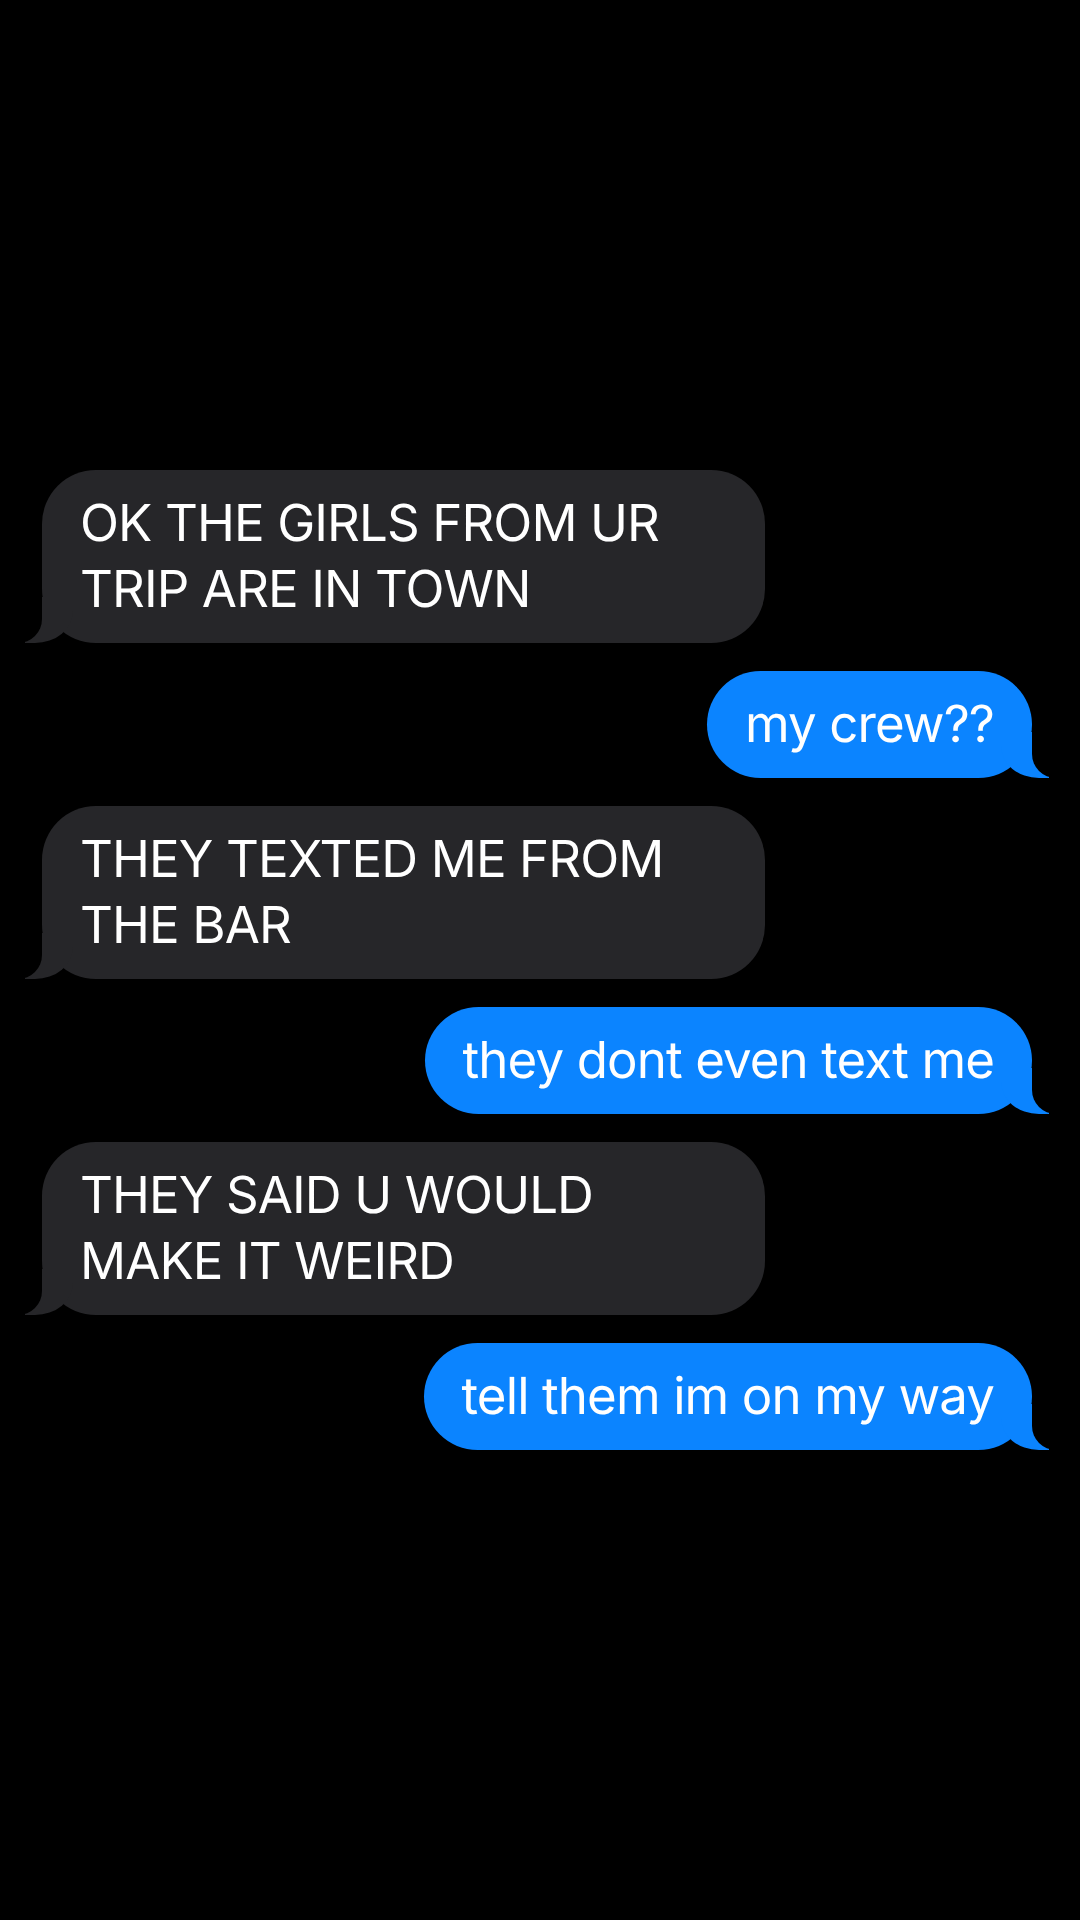 OK THE GIRLS FROM UR
TRIP ARE IN TOWN
my crew??
THEY TEXTED ME FROM
THE BAR
they dont even text me
THEY SAID U WOULD
MAKE IT WEIRD
tell them im on my way